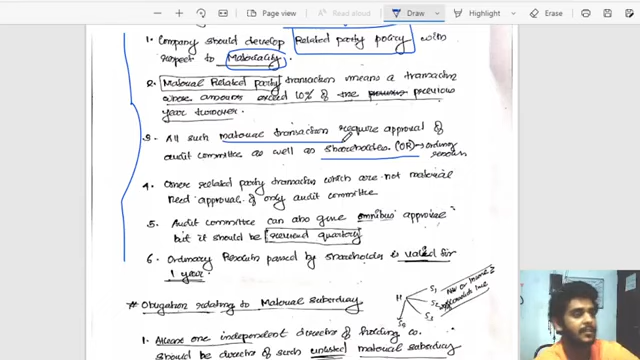 Page view
Read aloud
Draw
Highlight
Erase
1. Company should develop Related party policy with
respect to Materiality.
2. Material Related Party transaction means a transaction
whose amounts exceed 10% of the previous
year turnover
3. All such material transaction require approval of
audit committee as well as shareholders (OR) → ordinary
resolution
4. Other related party transaction which are not material
need approval of only audit committee
5. Audit committee can also give omnibus approval
but it should be reviewed quarterly
6. Ordinary Resolution passed by shareholders is valid for
1 year
# Obligation relating to Material subsidiary
H
S1
S2
S3
Net or Income
1. Atleast one independent director of holding co.
should be director of such unlisted material subsidiary